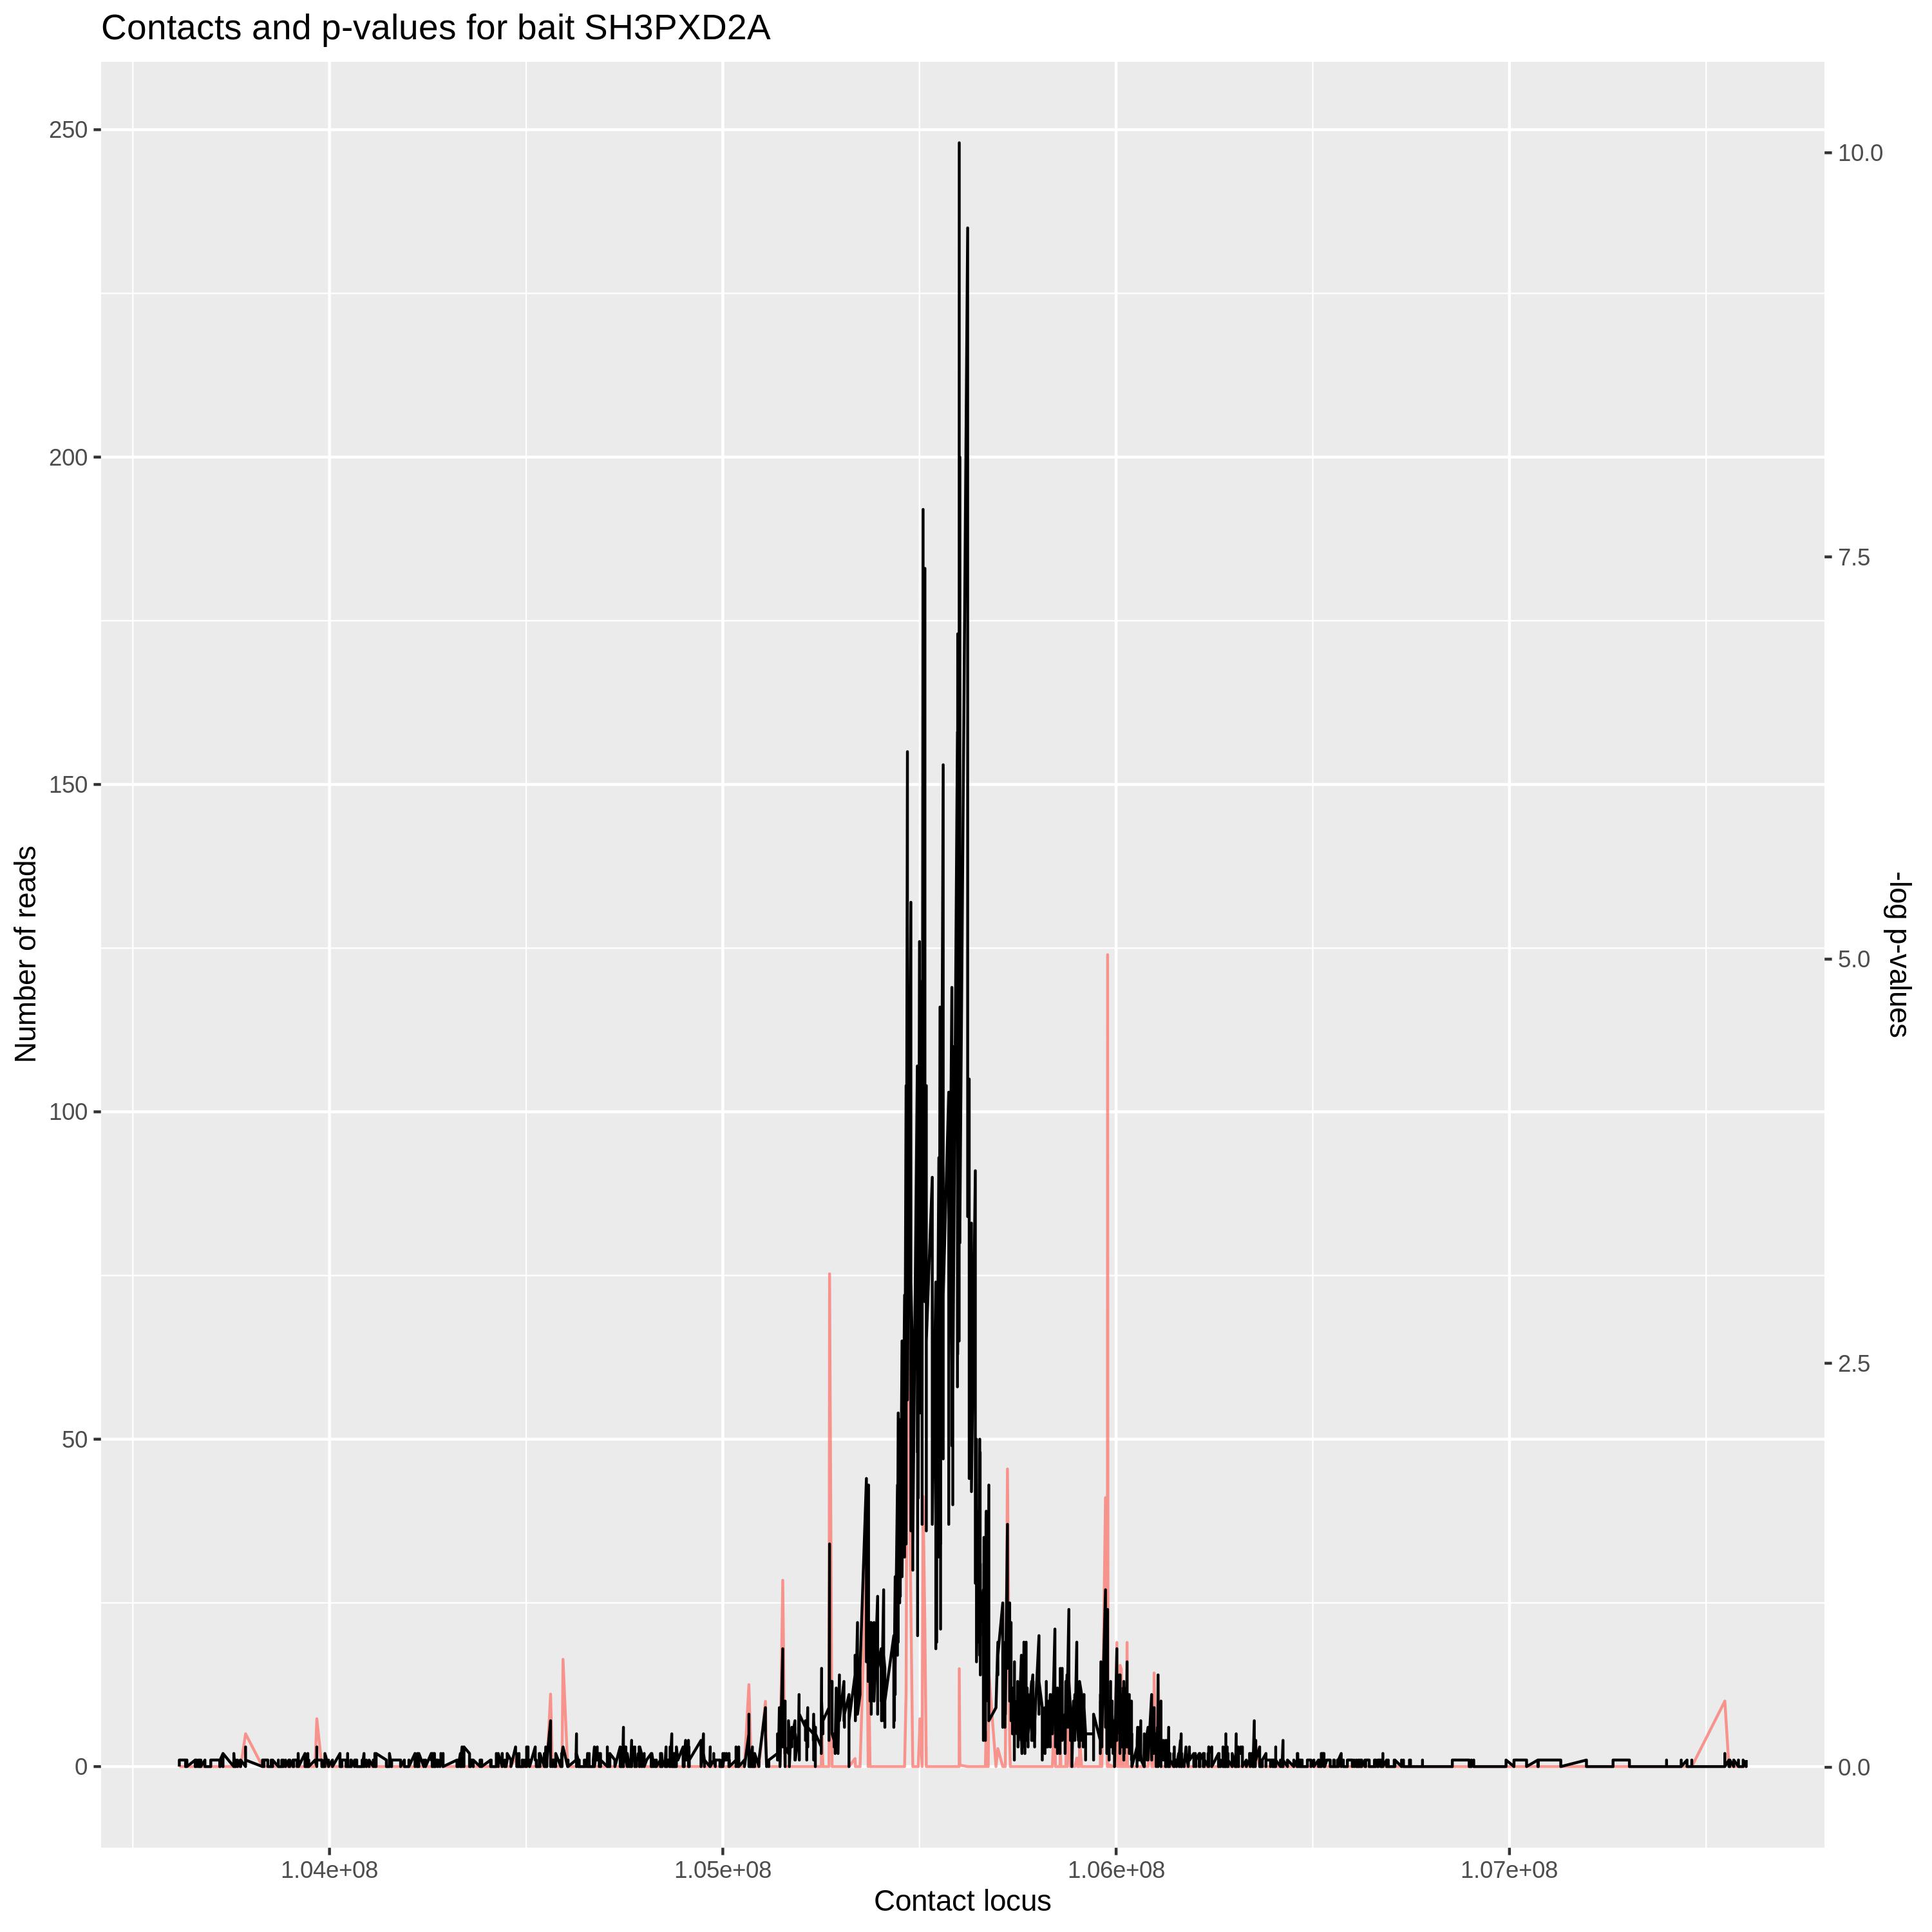 Contacts and p-values for bait SH3PXD2A
250
200
150
100
50
0
Number of reads
10.0
7.5
5.0
2.5
0.0
-log p-values
1.04e+08
1.05e+08
1.06e+08
1.07e+08
Contact locus